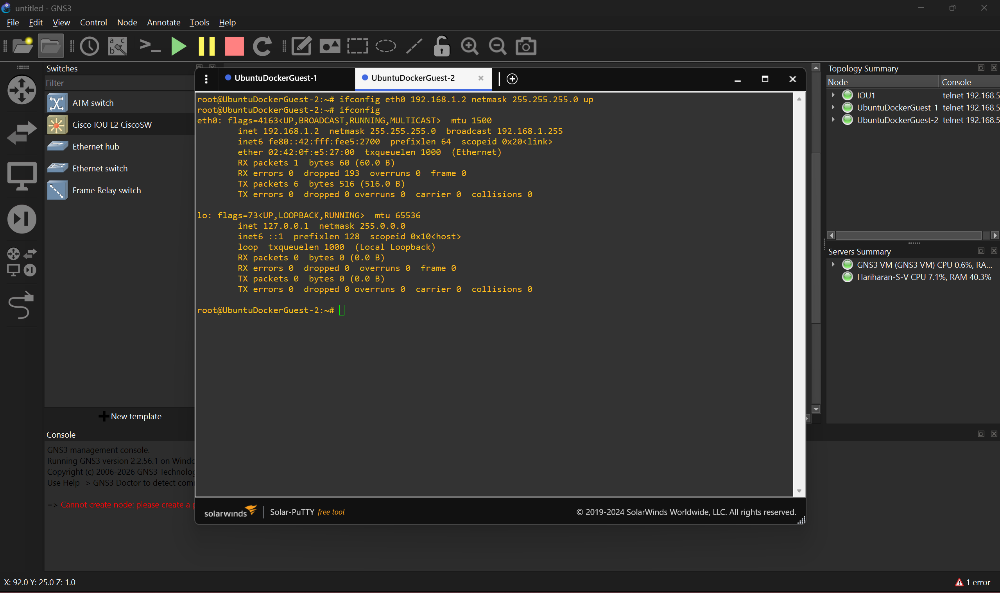 untitled - GNS3
File Edit View Control Node Annotate Tools Help
Switches
Filter
ATM switch
Cisco IOU L2 CiscoSW
Ethernet hub
Ethernet switch
Frame Relay switch
New template
UbuntuDockerGuest-1
UbuntuDockerGuest-2
root@UbuntuDockerGuest-2:~# ifconfig eth0 192.168.1.2 netmask 255.255.255.0 up
root@UbuntuDockerGuest-2:~# ifconfig
eth0: flags=4163<UP,BROADCAST,RUNNING,MULTICAST>  mtu 1500
inet 192.168.1.2  netmask 255.255.255.0  broadcast 192.168.1.255
inet6 fe80::42:fff:fee5:2700  prefixlen 64  scopeid 0x20<link>
ether 02:42:0f:e5:27:00  txqueuelen 1000  (Ethernet)
RX packets 1  bytes 60 (60.0 B)
RX errors 0  dropped 193  overruns 0  frame 0
TX packets 6  bytes 516 (516.0 B)
TX errors 0  dropped 0 overruns 0  carrier 0  collisions 0
lo: flags=73<UP,LOOPBACK,RUNNING>  mtu 65536
inet 127.0.0.1  netmask 255.0.0.0
inet6 ::1  prefixlen 128  scopeid 0x10<host>
loop  txqueuelen 1000  (Local Loopback)
RX packets 0  bytes 0 (0.0 B)
RX errors 0  dropped 0  overruns 0  frame 0
TX packets 0  bytes 0 (0.0 B)
TX errors 0  dropped 0 overruns 0  carrier 0  collisions 0
root@UbuntuDockerGuest-2:~#
solarwinds
Solar-PuTTY free tool
© 2019-2024 SolarWinds Worldwide, LLC. All rights reserved.
Topology Summary
Node Console
IOU1 telnet 192.168.5
UbuntuDockerGuest-1 telnet 192.168.5
UbuntuDockerGuest-2 telnet 192.168.5
Servers Summary
GNS3 VM (GNS3 VM) CPU 0.6%, RA...
Hariharan-S-V CPU 7.1%, RAM 40.3%
Console
GNS3 management console.
Running GNS3 version 2.2.56.1 on Windo
Copyright (c) 2006-2026 GNS3 Technolog
Use Help -> GNS3 Doctor to detect com
=> Cannot create node: please create a p
X: 92.0 Y: 25.0 Z: 1.0
1 error